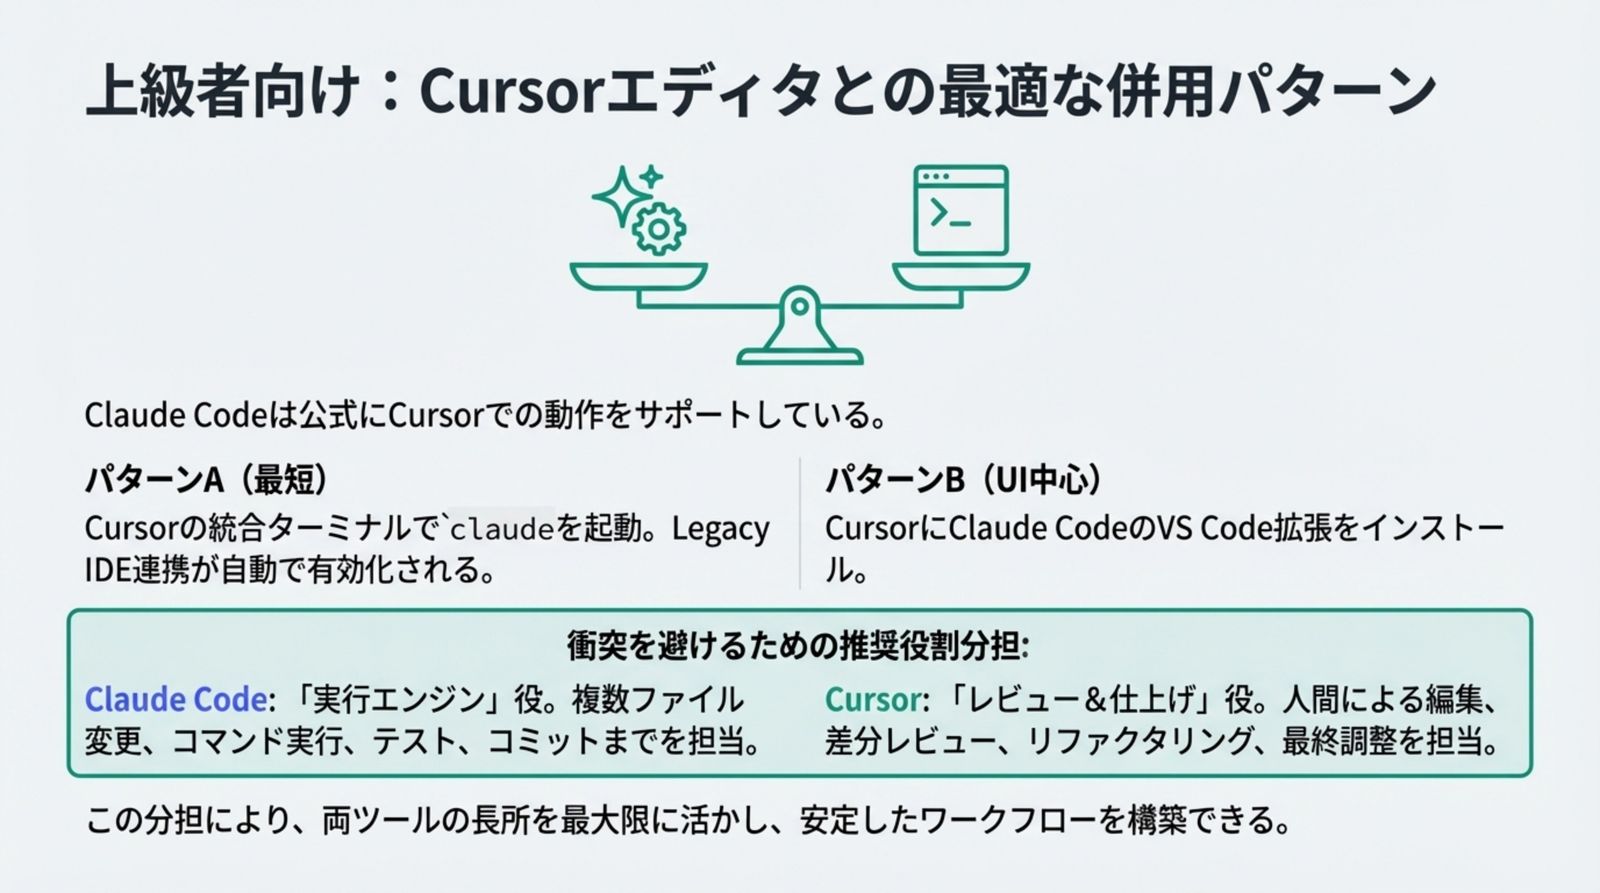 上級者向け：Cursorエディタとの最適な併用パターン
Claude Codeは公式にCursorでの動作をサポートしている。
パターンA（最短）
Cursorの統合ターミナルで`claudeを起動。Legacy
IDE連携が自動で有効化される。
パターンB（UI中心）
CursorにClaude CodeのVS Code拡張をインストー
ル。
衝突を避けるための推奨役割分担:
Claude Code: 「実行エンジン」役。複数ファイル
変更、コマンド実行、テスト、コミットまでを担当。
Cursor: 「レビュー＆仕上げ」役。人間による編集、
差分レビュー、リファクタリング、最終調整を担当。
この分担により、両ツールの長所を最大限に活かし、安定したワークフローを構築できる。